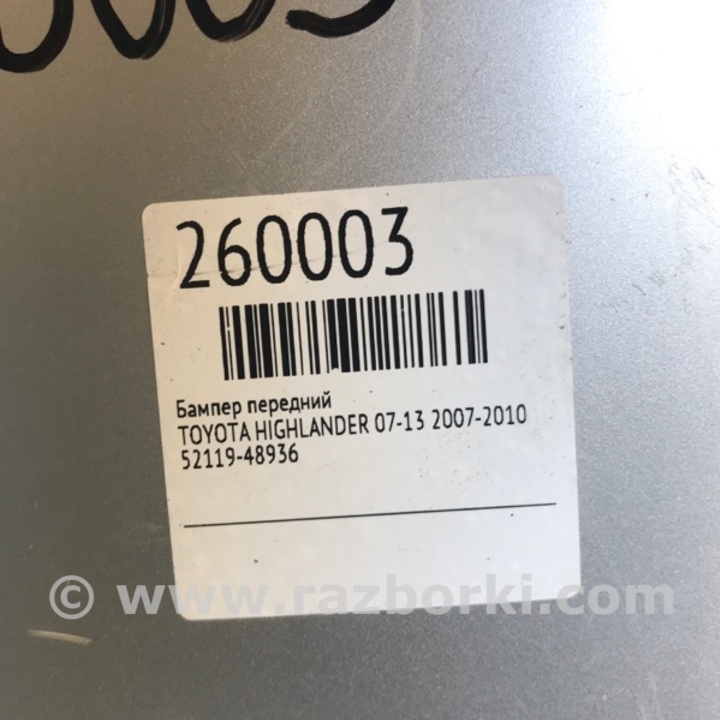 260003
Бампер передний
TOYOTA HIGHLANDER 07-13 2007-2010
52119-48936
© www.razborki.com